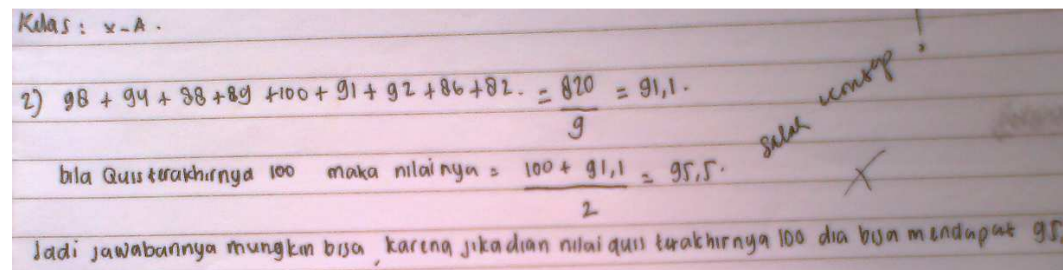 Kelas : X-A .
salah konsep !
2) 98 + 94 + 88 + 89 + 100 + 91 + 92 + 86 + 82 . = 820/9 = 91,1 .
bila Quis terakhirnya 100 maka nilainya = (100 + 91,1)/2 = 95,5 .
Jadi jawabannya mungkin bisa, karena jika dian nilai quis terakhirnya 100 dia bisa mendapat 95,